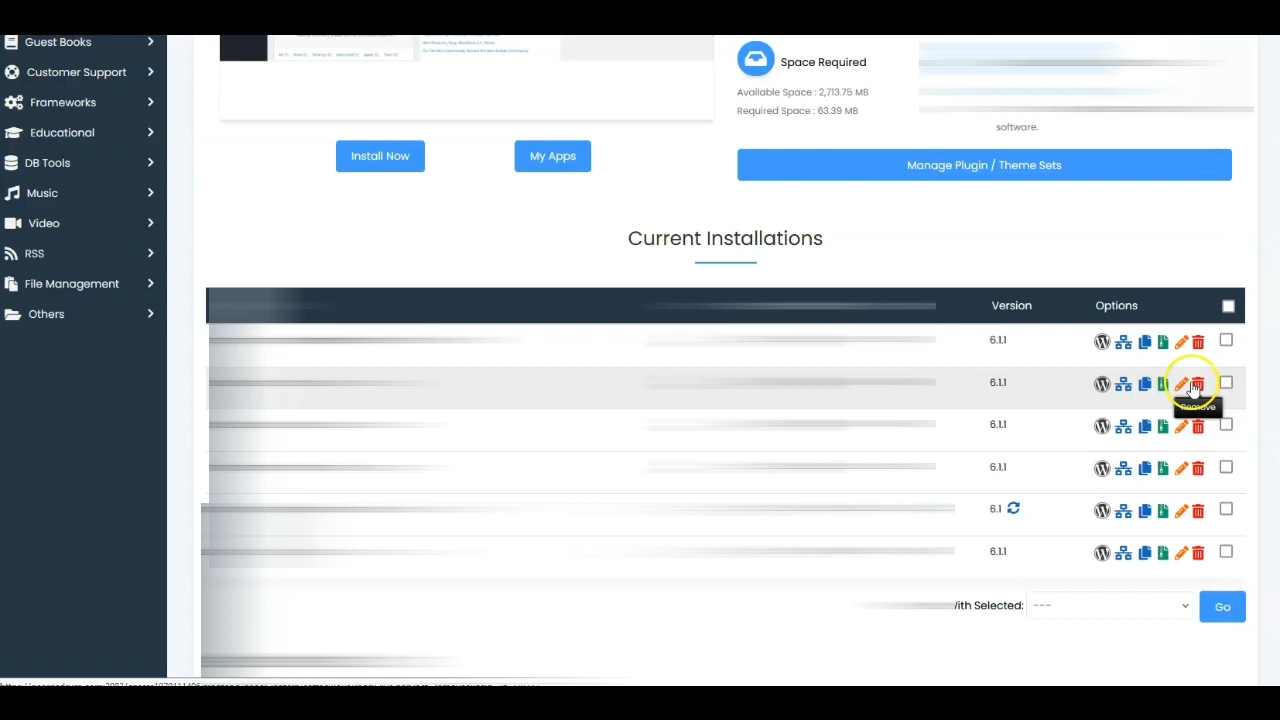 Guest Books
Customer Support
Frameworks
Educational
DB Tools
Music
Video
RSS
File Management
Others
Space Required
Available Space : 2,713.75 MB
Required Space : 63.39 MB
software.
Install Now
My Apps
Manage Plugin / Theme Sets
Current Installations
Version
Options
6.1.1
6.1.1
Remove
6.1.1
6.1.1
6.1
6.1.1
ith Selected:
---
Go